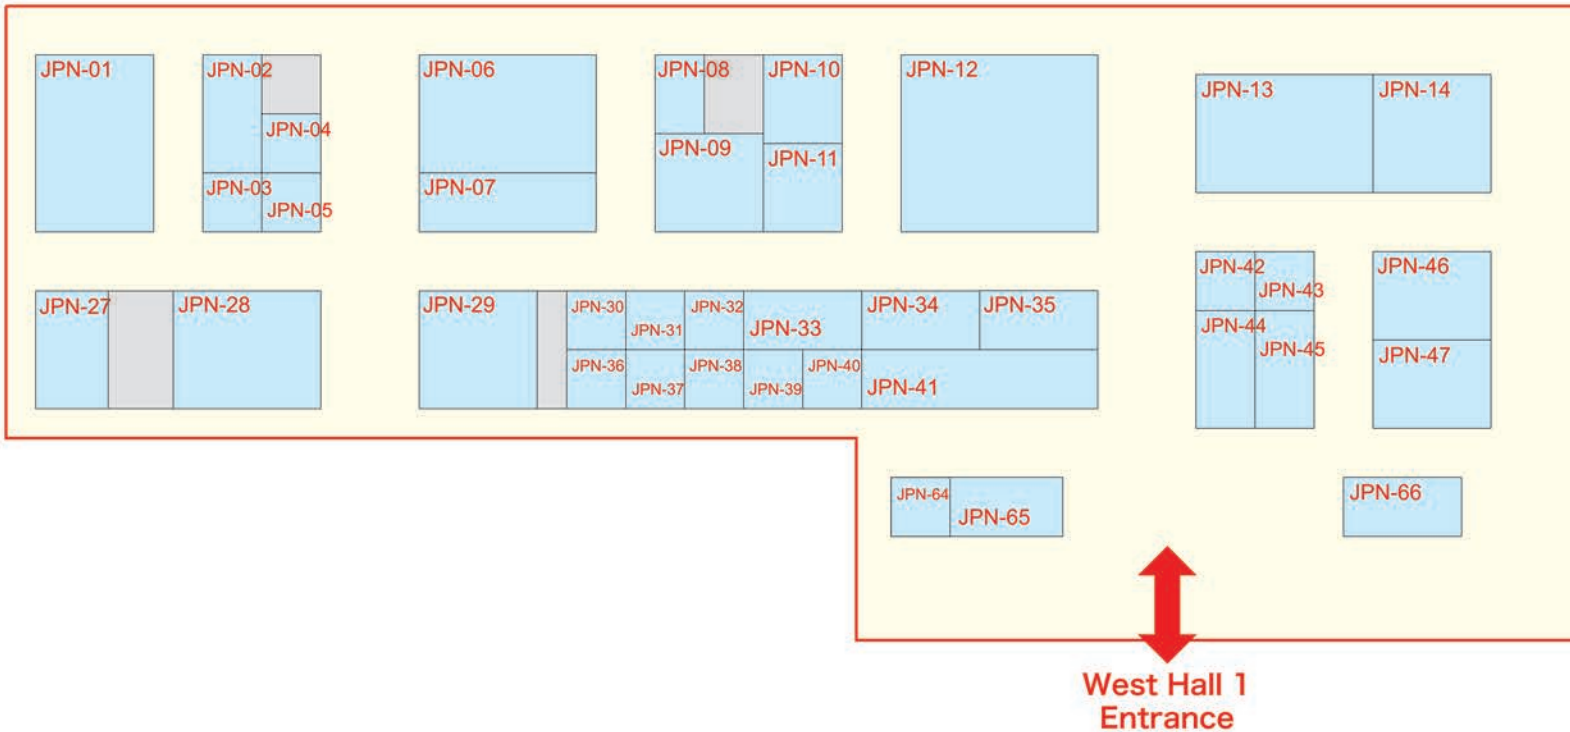 JPN-01
JPN-02
JPN-04
JPN-03
JPN-05
JPN-06
JPN-07
JPN-08
JPN-10
JPN-09
JPN-11
JPN-12
JPN-13
JPN-14
JPN-27
JPN-28
JPN-29
JPN-30
JPN-31
JPN-32
JPN-33
JPN-34
JPN-35
JPN-36
JPN-37
JPN-38
JPN-39
JPN-40
JPN-41
JPN-42
JPN-43
JPN-44
JPN-45
JPN-46
JPN-47
JPN-64
JPN-65
JPN-66
West Hall 1
Entrance